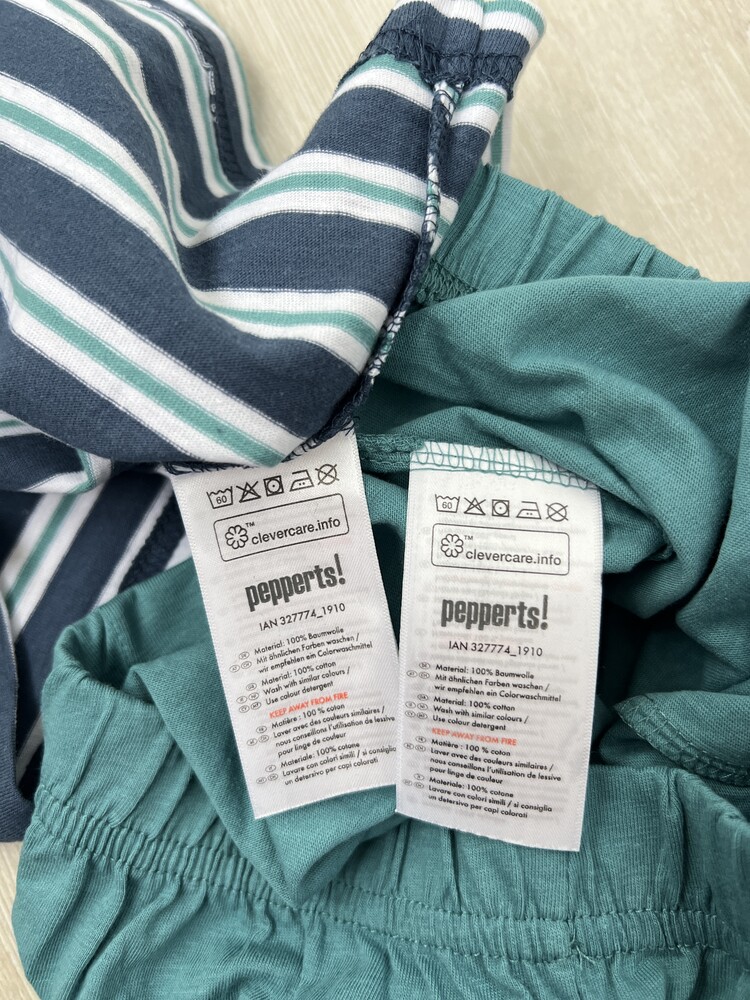 60
TM
clevercare.info
pepperts!
IAN 327774_1910
Material: 100% Baumwolle
Mit ähnlichen Farben waschen /
wir empfehlen ein Colorwaschmittel
Material: 100% cotton
Wash with similar colours /
Use colour detergent
KEEP AWAY FROM FIRE
Matière : 100 % coton
Laver avec des couleurs similaires /
nous conseillons l'utilisation de lessive
pour linge de couleur
Materiale: 100% cotone
Lavare con colori simili / si consiglia
un detersivo per capi colorati
60
TM
clevercare.info
pepperts!
IAN 327774_1910
Material: 100% Baumwolle
Mit ähnlichen Farben waschen /
wir empfehlen ein Colorwaschmittel
Material: 100% cotton
Wash with similar colours /
Use colour detergent
KEEP AWAY FROM FIRE
Matière : 100 % coton
Laver avec des couleurs similaires /
nous conseillons l'utilisation de lessive
pour linge de couleur
Materiale: 100% cotone
Lavare con colori simili / si consiglia
un detersivo per capi colorati